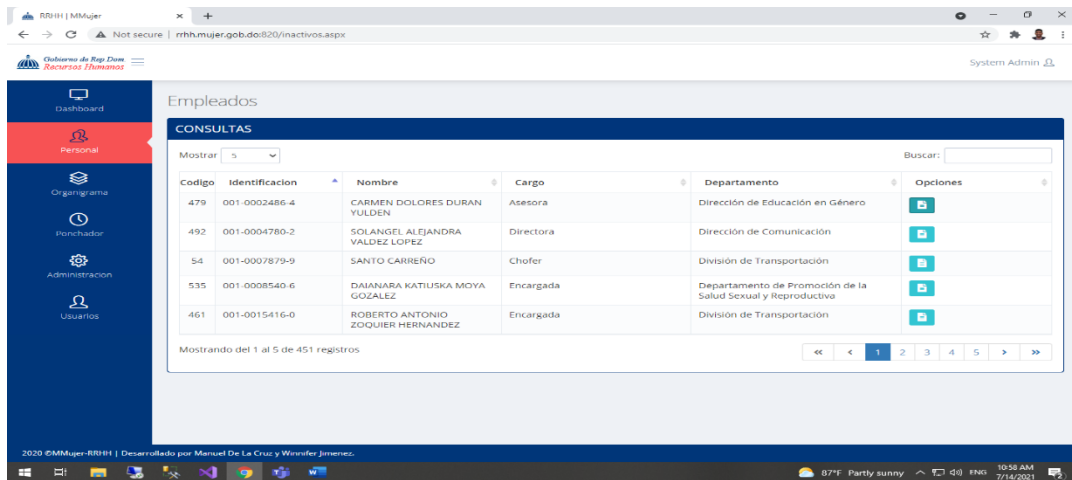 RRHH | MMujer
Not secure | rrhh.mujer.gob.do:820/inactivos.aspx
Gobierno de Rep Dom.
Recursos Humanos
System Admin
Dashboard
Personal
Organigrama
Ponchador
Administracion
Usuarios
Empleados
CONSULTAS
Mostrar 5 Buscar:
Codigo Identificacion Nombre Cargo Departamento Opciones
479 001-0002486-4 CARMEN DOLORES DURAN YULDEN Asesora Dirección de Educación en Género
492 001-0004780-2 SOLANGEL ALEJANDRA VALDEZ LOPEZ Directora Dirección de Comunicación
54 001-0007879-9 SANTO CARREÑO Chofer División de Transportación
535 001-0008540-6 DAIANARA KATIUSKA MOYA GOZALEZ Encargada Departamento de Promoción de la Salud Sexual y Reproductiva
461 001-0015416-0 ROBERTO ANTONIO ZOQUIER HERNANDEZ Encargada División de Transportación
Mostrando del 1 al 5 de 451 registros
« < 1 2 3 4 5 > »
2020 ©MMujer-RRHH | Desarrollado por Manuel De La Cruz y Winnifer Jimenez.
87°F Partly sunny ENG 10:58 AM
7/14/2021